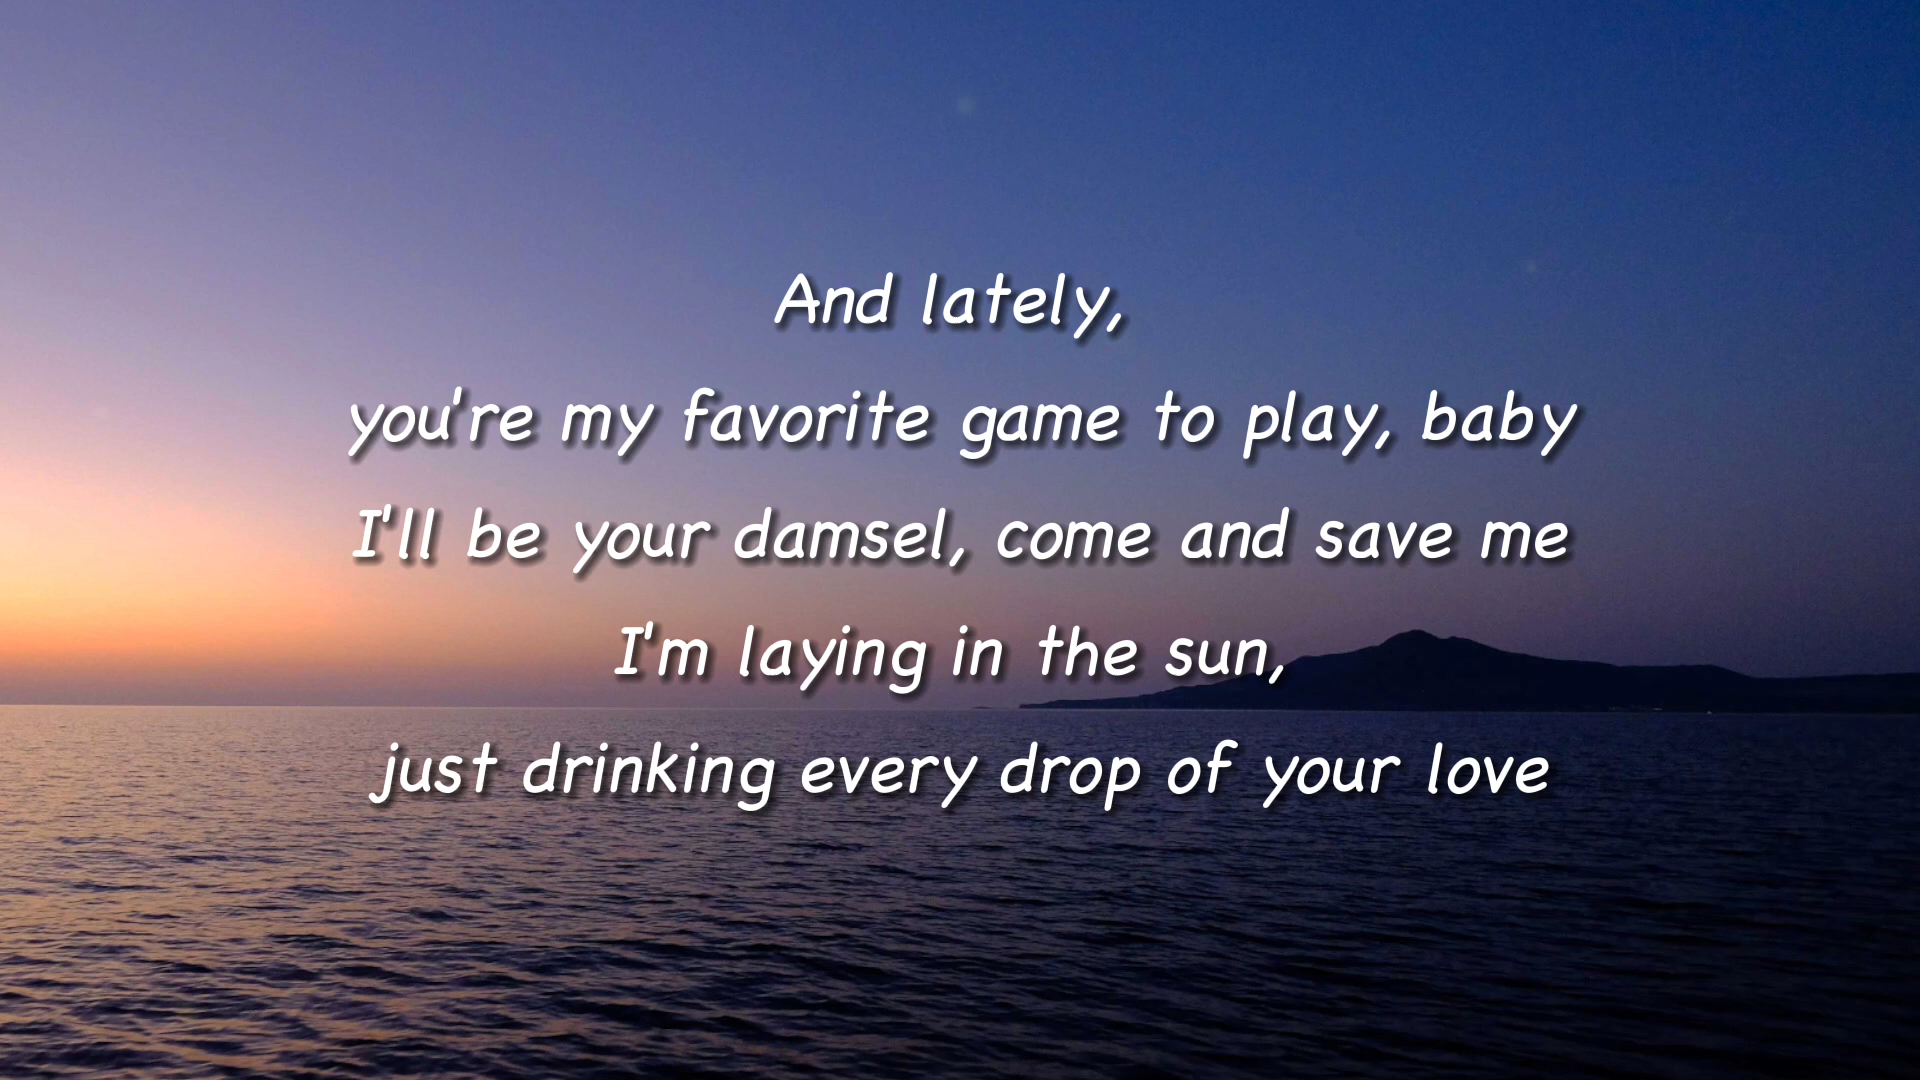 And lately,
you're my favorite game to play, baby
I'll be your damsel, come and save me
I'm laying in the sun,
just drinking every drop of your love